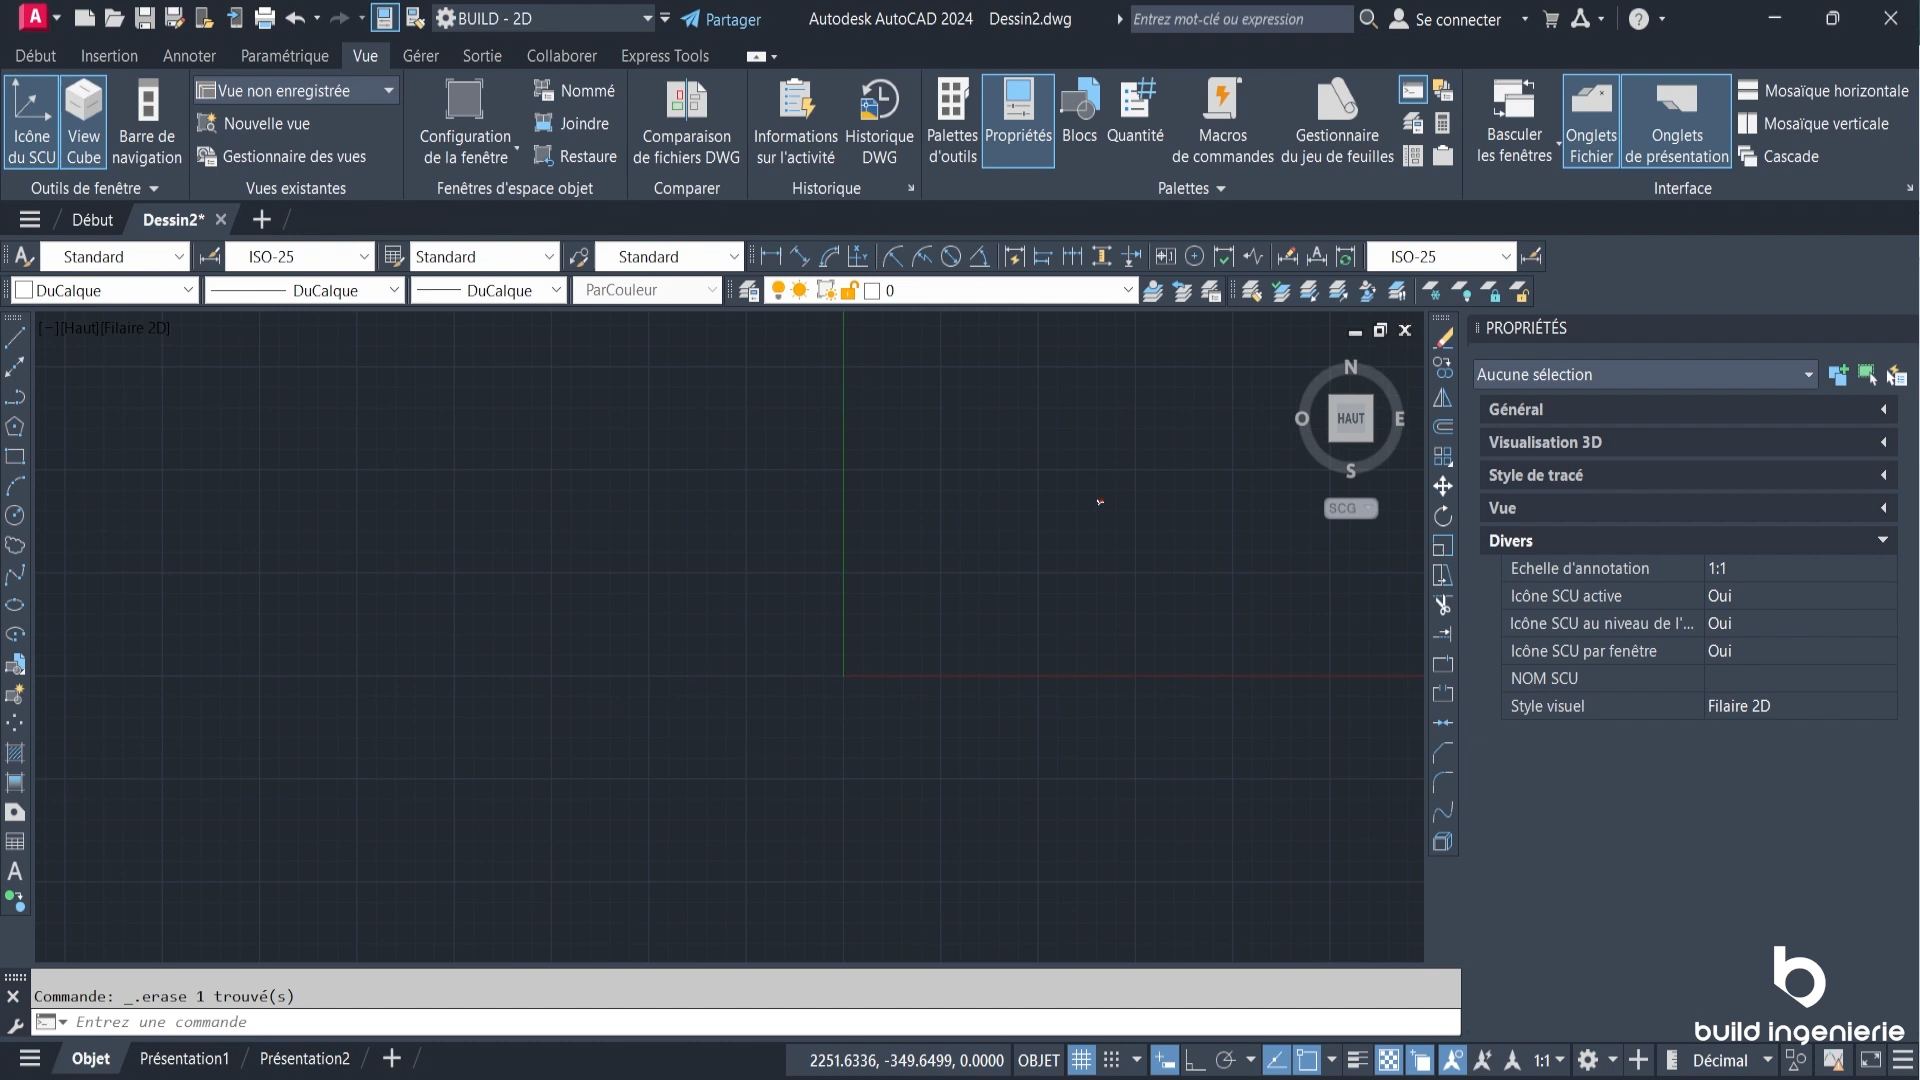 BUILD - 2D
Partager
Autodesk AutoCAD 2024 Dessin2.dwg
Entrez mot-clé ou expression
Se connecter
Début Insertion Annoter Paramétrique Vue Gérer Sortie Collaborer Express Tools
Icône du SCU
View Cube
Barre de navigation
Outils de fenêtre
Vue non enregistrée
Nouvelle vue
Gestionnaire des vues
Vues existantes
Configuration de la fenêtre
Nommé
Joindre
Restaure
Fenêtres d'espace objet
Comparaison de fichiers DWG
Comparer
Informations sur l'activité
Historique DWG
Historique
Palettes d'outils
Propriétés
Blocs
Quantité
Macros de commandes
Gestionnaire du jeu de feuilles
Palettes
Basculer les fenêtres
Onglets Fichier
Onglets de présentation
Mosaïque horizontale
Mosaïque verticale
Cascade
Interface
Début Dessin2*
Standard ISO-25 Standard Standard ISO-25
DuCalque DuCalque DuCalque ParCouleur 0
[−][Haut][Filaire 2D]
N
O HAUT E
S
SCG
PROPRIÉTÉS
Aucune sélection
Général
Visualisation 3D
Style de tracé
Vue
Divers
Echelle d'annotation 1:1
Icône SCU active Oui
Icône SCU au niveau de l'... Oui
Icône SCU par fenêtre Oui
NOM SCU
Style visuel Filaire 2D
Commande: _.erase 1 trouvé(s)
Entrez une commande
build ingenierie
Objet Présentation1 Présentation2
2251.6336, -349.6499, 0.0000 OBJET 1:1 Décimal